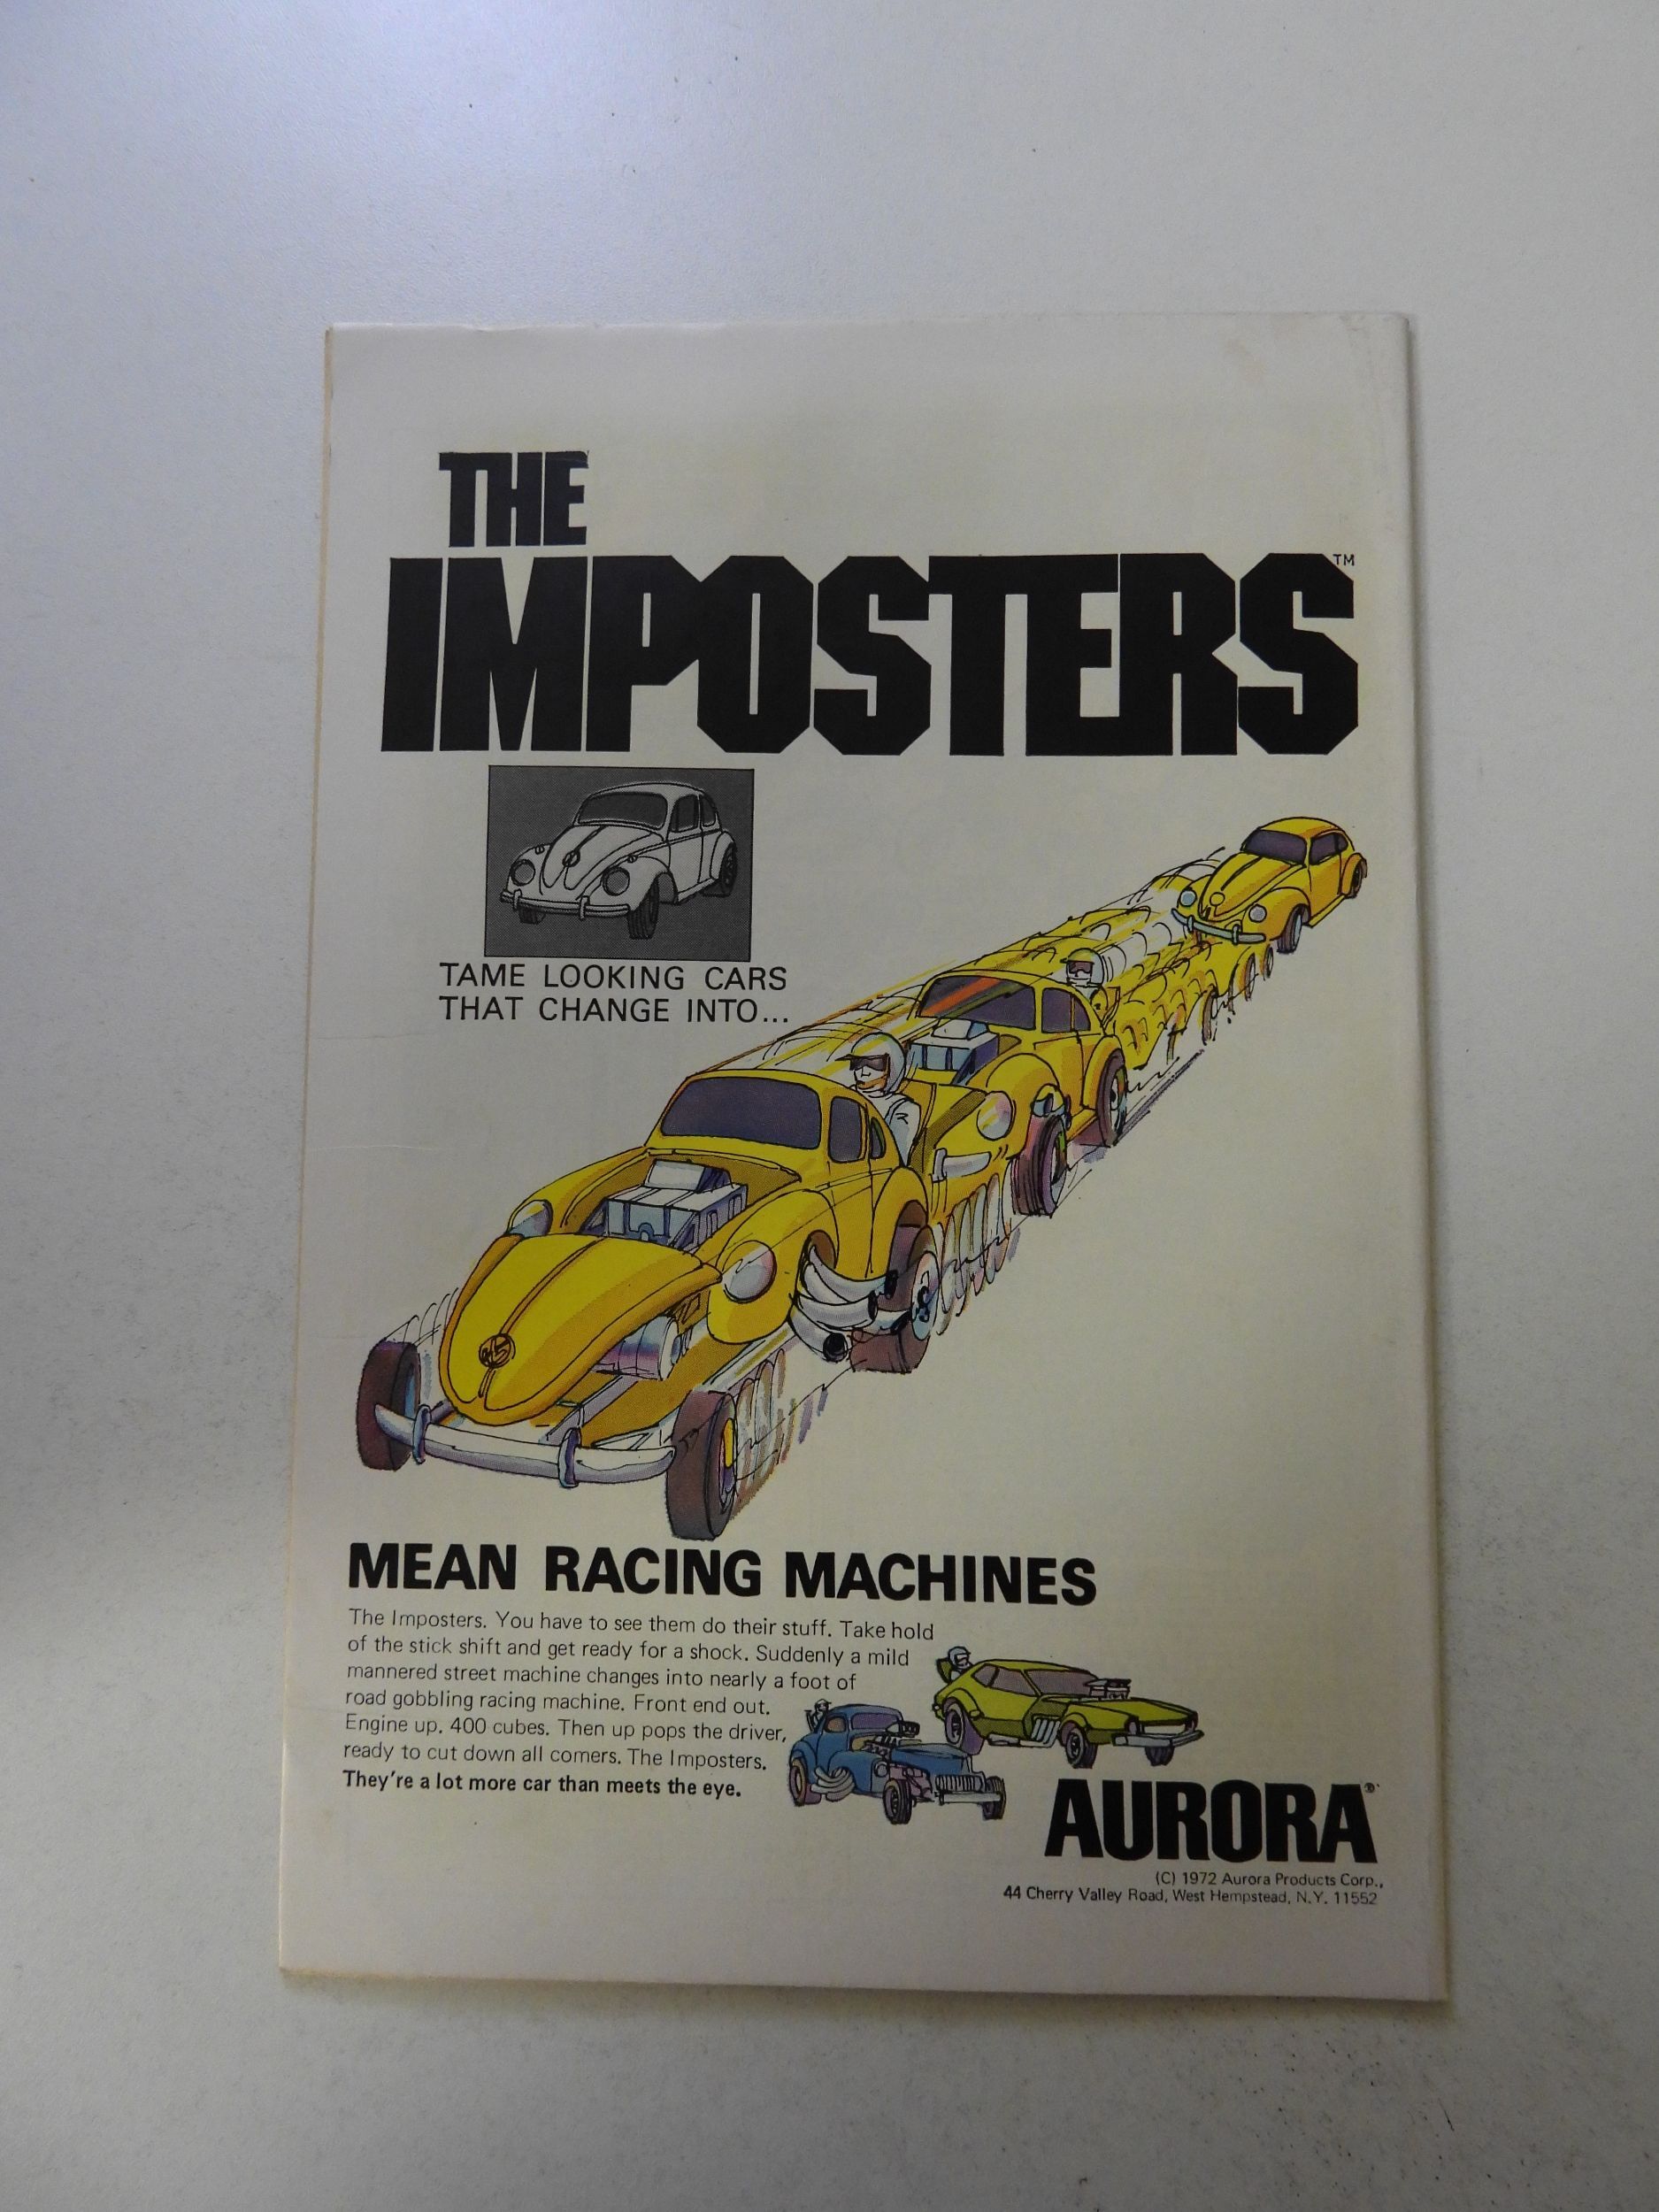 THE
IMPOSTERS™
TAME LOOKING CARS
THAT CHANGE INTO...
MEAN RACING MACHINES
The Imposters. You have to see them do their stuff. Take hold
of the stick shift and get ready for a shock. Suddenly a mild
mannered street machine changes into nearly a foot of
road gobbling racing machine. Front end out.
Engine up. 400 cubes. Then up pops the driver,
ready to cut down all comers. The Imposters.
They're a lot more car than meets the eye.
AURORA®
(C) 1972 Aurora Products Corp.,
44 Cherry Valley Road, West Hempstead, N.Y. 11552